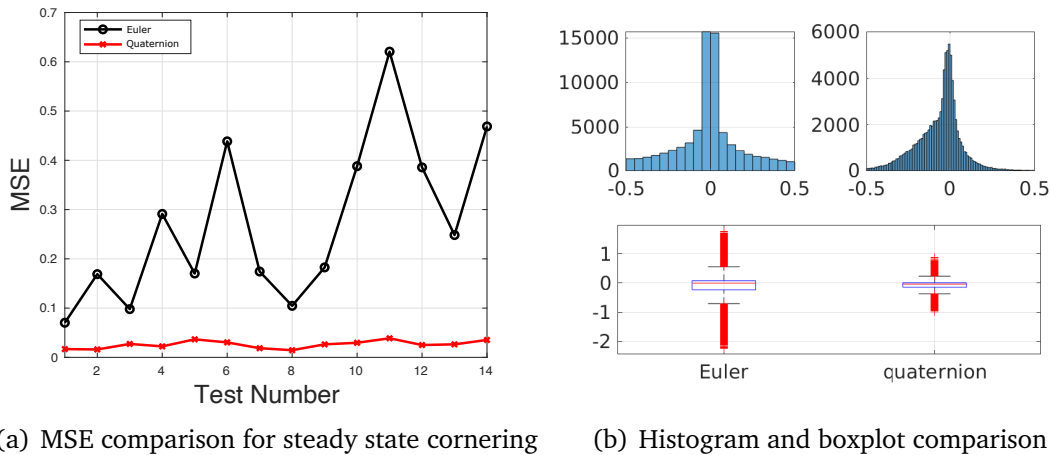 0.7
0.6
0.5
0.4
0.3
0.2
0.1
0
MSE
Euler
Quaternion
2 4 6 8 10 12 14
Test Number
15000
10000
5000
0
-0.5 0 0.5
6000
4000
2000
0
-0.5 0 0.5
1
0
-1
-2
Euler quaternion
(a) MSE comparison for steady state cornering
(b) Histogram and boxplot comparison